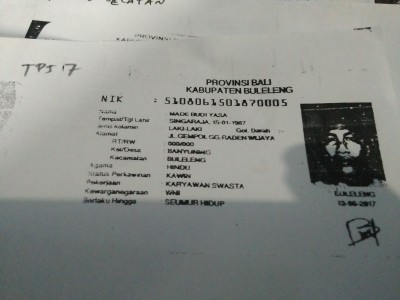 SELATAN
TPS 17
PROVINSI BALI
KABUPATEN BULELENG
NIK : 5108061501870005
Nama : MADE BUDI YASA
Tempat/Tgl Lahir : SINGARAJA, 15-01-1987
Jenis Kelamin : LAKI-LAKI Gol. Darah :
Alamat : JL GEMPOL GG RADEN WIJAYA
RT/RW : 000/000
Kel/Desa : BANYUNING
Kecamatan : BULELENG
Agama : HINDU
Status Perkawinan : KAWIN
Pekerjaan : KARYAWAN SWASTA
Kewarganegaraan : WNI
Berlaku Hingga : SEUMUR HIDUP
BULELENG
13-06-2017